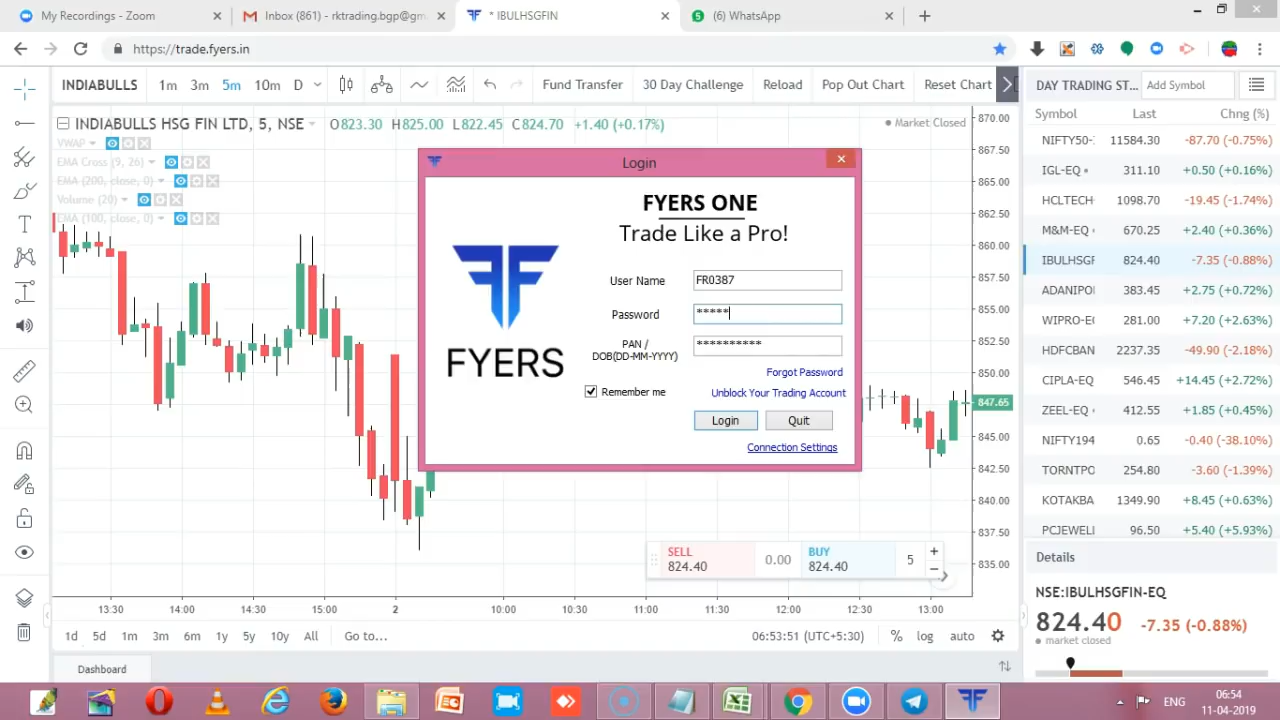 My Recordings - Zoom
Inbox (861) - rktrading.bgp@gm
* IBULHSGFIN
(6) WhatsApp
https://trade.fyers.in
INDIABULLS 1m 3m 5m 10m D Fund Transfer 30 Day Challenge Reload Pop Out Chart Reset Chart
INDIABULLS HSG FIN LTD, 5, NSE O823.30 H825.00 L822.45 C824.70 +1.40 (+0.17%)
Market Closed
VWAP
EMA Cross (9, 26)
EMA (200, close, 0)
Volume (20)
EMA (100, close, 0)
Login
FYERS ONE
Trade Like a Pro!
FYERS
User Name FR0387
Password *****
PAN /
DOB(DD-MM-YYYY) **********
Forgot Password
Remember me
Unblock Your Trading Account
Login Quit
Connection Settings
870.00
867.50
865.00
862.50
860.00
857.50
855.00
852.50
850.00
847.65
845.00
842.50
840.00
837.50
835.00
SELL
824.40
0.00
BUY
824.40
5
13:30 14:00 14:30 15:00 2 10:00 10:30 11:00 11:30 12:00 12:30 13:00
1d 5d 1m 3m 6m 1y 5y 10y All Go to... 06:53:51 (UTC+5:30) % log auto
Dashboard
DAY TRADING ST... Add Symbol
Symbol Last Chng (%)
NIFTY50- 11584.30 -87.70 (-0.75%)
IGL-EQ 311.10 +0.50 (+0.16%)
HCLTECH 1098.70 -19.45 (-1.74%)
M&M-EQ 670.25 +2.40 (+0.36%)
IBULHSGF 824.40 -7.35 (-0.88%)
ADANIPO 383.45 +2.75 (+0.72%)
WIPRO-E 281.00 +7.20 (+2.63%)
HDFCBAN 2237.35 -49.90 (-2.18%)
CIPLA-EQ 546.45 +14.45 (+2.72%)
ZEEL-EQ 412.55 +1.85 (+0.45%)
NIFTY194 0.65 -0.40 (-38.10%)
TORNTPO 254.80 -3.60 (-1.39%)
KOTAKBA 1349.90 +8.45 (+0.63%)
PCJEWELL 96.50 +5.40 (+5.93%)
Details
NSE:IBULHSGFIN-EQ
824.40 -7.35 (-0.88%)
market closed
ENG
06:54
11-04-2019